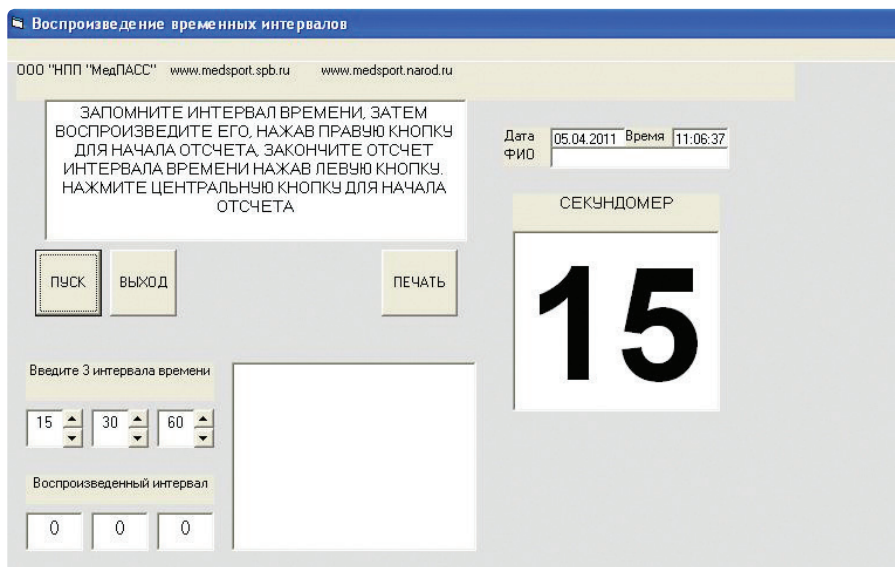 Воспроизведение временных интервалов
ООО "НПП "МедПАСС" www.medsport.spb.ru www.medsport.narod.ru
ЗАПОМНИТЕ ИНТЕРВАЛ ВРЕМЕНИ, ЗАТЕМ
ВОСПРОИЗВЕДИТЕ ЕГО, НАЖАВ ПРАВУЮ КНОПКУ
ДЛЯ НАЧАЛА ОТСЧЕТА, ЗАКОНЧИТЕ ОТСЧЕТ
ИНТЕРВАЛА ВРЕМЕНИ НАЖАВ ЛЕВУЮ КНОПКУ.
НАЖМИТЕ ЦЕНТРАЛЬНУЮ КНОПКУ ДЛЯ НАЧАЛА
ОТСЧЕТА
Дата 05.04.2011 Время 11:06:37
ФИО
СЕКУНДОМЕР
15
ПУСК ВЫХОД ПЕЧАТЬ
Введите 3 интервала времени
15 30 60
Воспроизведенный интервал
0 0 0